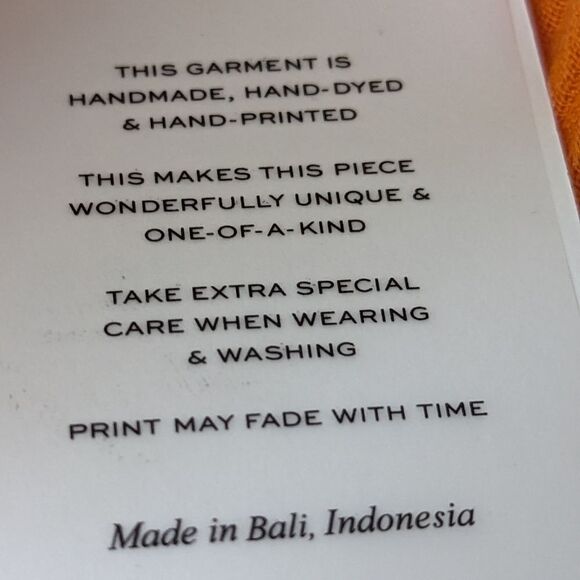 THIS GARMENT IS
HANDMADE, HAND-DYED
& HAND-PRINTED
THIS MAKES THIS PIECE
WONDERFULLY UNIQUE &
ONE-OF-A-KIND
TAKE EXTRA SPECIAL
CARE WHEN WEARING
& WASHING
PRINT MAY FADE WITH TIME
Made in Bali, Indonesia